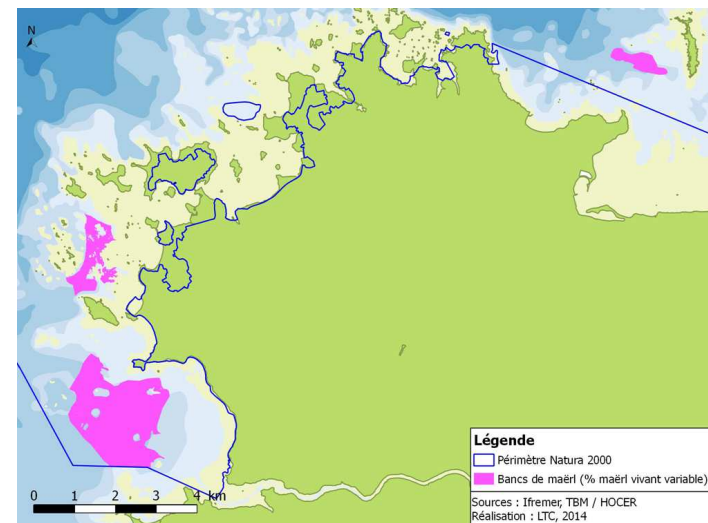 N
Légende
Périmètre Natura 2000
Bancs de maërl (% maërl vivant variable)
0 1 2 3 4 km
Sources : Ifremer, TBM / HOCER
Réalisation : LTC, 2014